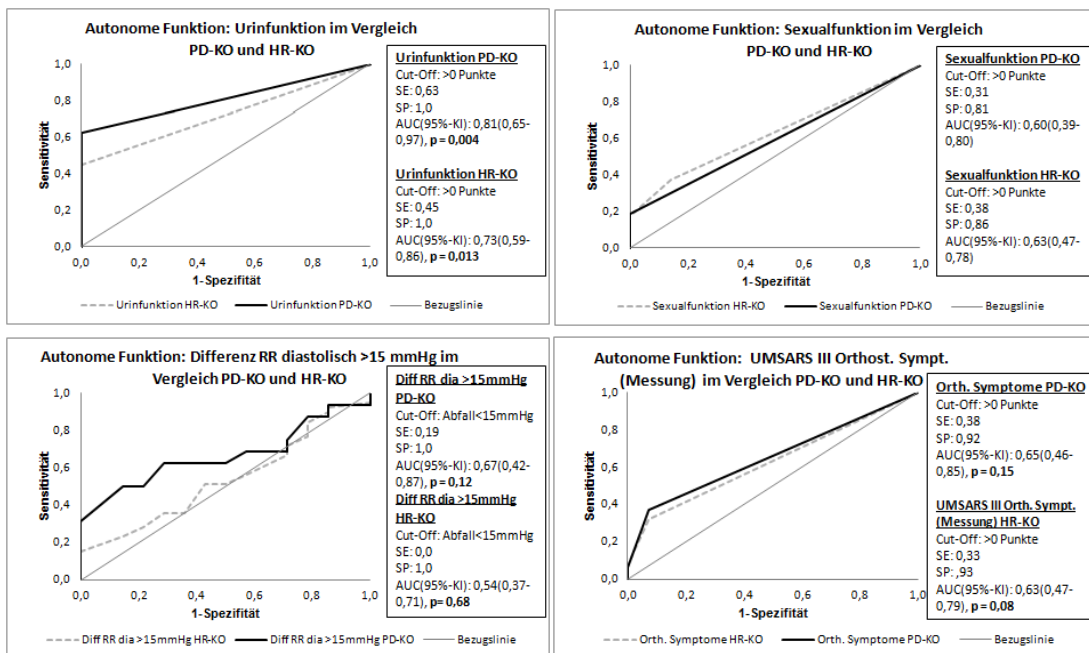 Autonome Funktion: Urinfunktion im Vergleich
PD-KO und HR-KO
1,0
0,8
0,6
0,4
0,2
0,0
Sensitivität
0,0 0,2 0,4 0,6 0,8 1,0
1-Spezifität
Urinfunktion HR-KO Urinfunktion PD-KO Bezugslinie
Urinfunktion PD-KO
Cut-Off: >0 Punkte
SE: 0,63
SP: 1,0
AUC(95%-KI): 0,81(0,65-
0,97), p = 0,004
Urinfunktion HR-KO
Cut-Off: >0 Punkte
SE: 0,45
SP: 1,0
AUC(95%-KI): 0,73(0,59-
0,86), p = 0,013
Autonome Funktion: Sexualfunktion im Vergleich
PD-KO und HR-KO
1,0
0,8
0,6
0,4
0,2
0,0
Sensitivität
0,0 0,2 0,4 0,6 0,8 1,0
1-Spezifität
Sexualfunktion HR-KO Sexualfunktion PD-KO Bezugslinie
Sexualfunktion PD-KO
Cut-Off: >0 Punkte
SE: 0,31
SP: 0,81
AUC(95%-KI): 0,60(0,39-
0,80)
Sexualfunktion HR-KO
Cut-Off: >0 Punkte
SE: 0,38
SP: 0,86
AUC(95%-KI): 0,63(0,47-
0,78)
Autonome Funktion: Differenz RR diastolisch >15 mmHg im
Vergleich PD-KO und HR-KO
1,0
0,8
0,6
0,4
0,2
0,0
Sensitivität
0,0 0,2 0,4 0,6 0,8 1,0
1-Spezifität
Diff RR dia >15mmHg HR-KO Diff RR dia >15mmHg PD-KO Bezugslinie
Diff RR dia >15mmHg
PD-KO
Cut-Off: Abfall<15mmHg
SE: 0,19
SP: 1,0
AUC(95%-KI): 0,67(0,42-
0,87), p = 0,12
Diff RR dia >15mmHg
HR-KO
Cut-Off: Abfall<15mmHg
SE: 0,0
SP: 1,0
AUC(95%-KI): 0,54(0,37-
0,71), p= 0,68
Autonome Funktion: UMSARS III Orthost. Sympt.
(Messung) im Vergleich PD-KO und HR-KO
1,0
0,8
0,6
0,4
0,2
0,0
Sensitivität
0,0 0,2 0,4 0,6 0,8 1,0
1-Spezifität
Orth. Symptome HR-KO Orth. Symptome PD-KO Bezugslinie
Orth. Symptome PD-KO
Cut-Off: >0 Punkte
SE: 0,38
SP: 0,92
AUC(95%-KI): 0,65(0,46-
0,85), p = 0,15
UMSARS III Orth. Sympt.
(Messung) HR-KO
Cut-Off: >0 Punkte
SE: 0,33
SP: ,93
AUC(95%-KI): 0,63(0,47-
0,79), p = 0,08